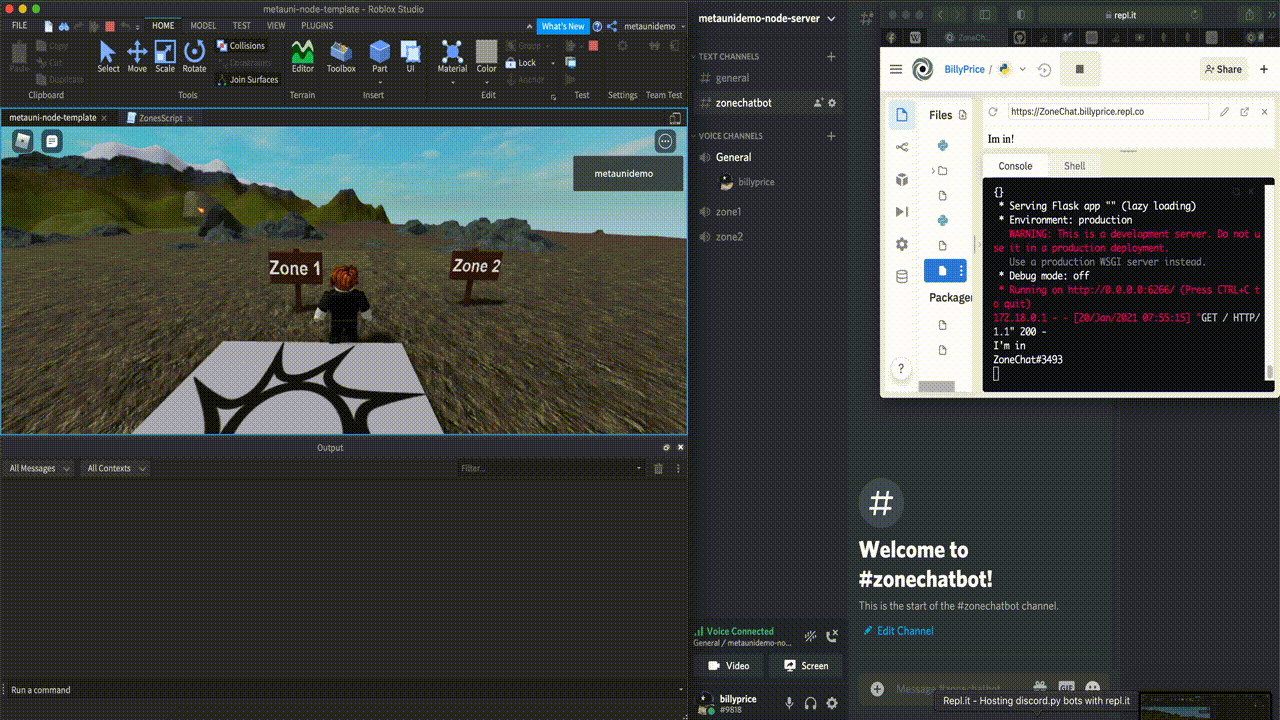 metauni-node-template - Roblox Studio
FILE HOME MODEL TEST VIEW PLUGINS
What's New metaunidemo
Paste Copy Cut Duplicate
Select Move Scale Rotate
Collisions
Constraints
Join Surfaces
Editor Toolbox Part UI
Material Color
Group
Lock
Anchor
Clipboard Tools Terrain Insert Edit Test Settings Team Test
metauni-node-template × ZonesScript ×
metaunidemo
Zone 1
Zone 2
Output
All Messages All Contexts Filter...
Run a command
metaunidemo-node-server
TEXT CHANNELS
# general
# zonechatbot
VOICE CHANNELS
General
billyprice
zone1
zone2
Voice Connected
General / metaunidemo-no...
Video Screen
billyprice
#9818
repl.it
ZoneCh...
BillyPrice /
Share
Files
https://ZoneChat.billyprice.repl.co
Im in!
Console Shell
{}
* Serving Flask app "" (lazy loading)
* Environment: production
WARNING: This is a development server. Do not u
se it in a production deployment.
Use a production WSGI server instead.
* Debug mode: off
* Running on http://0.0.0.0:6266/ (Press CTRL+C t
o quit)
172.18.0.1 - - [20/Jan/2021 07:55:15] "GET / HTTP/
1.1" 200 -
I'm in
ZoneChat#3493
Packager
?
#
Welcome to
#zonechatbot!
This is the start of the #zonechatbot channel.
Edit Channel
Message #zonechatbot
GIF
Repl.it - Hosting discord.py bots with repl.it